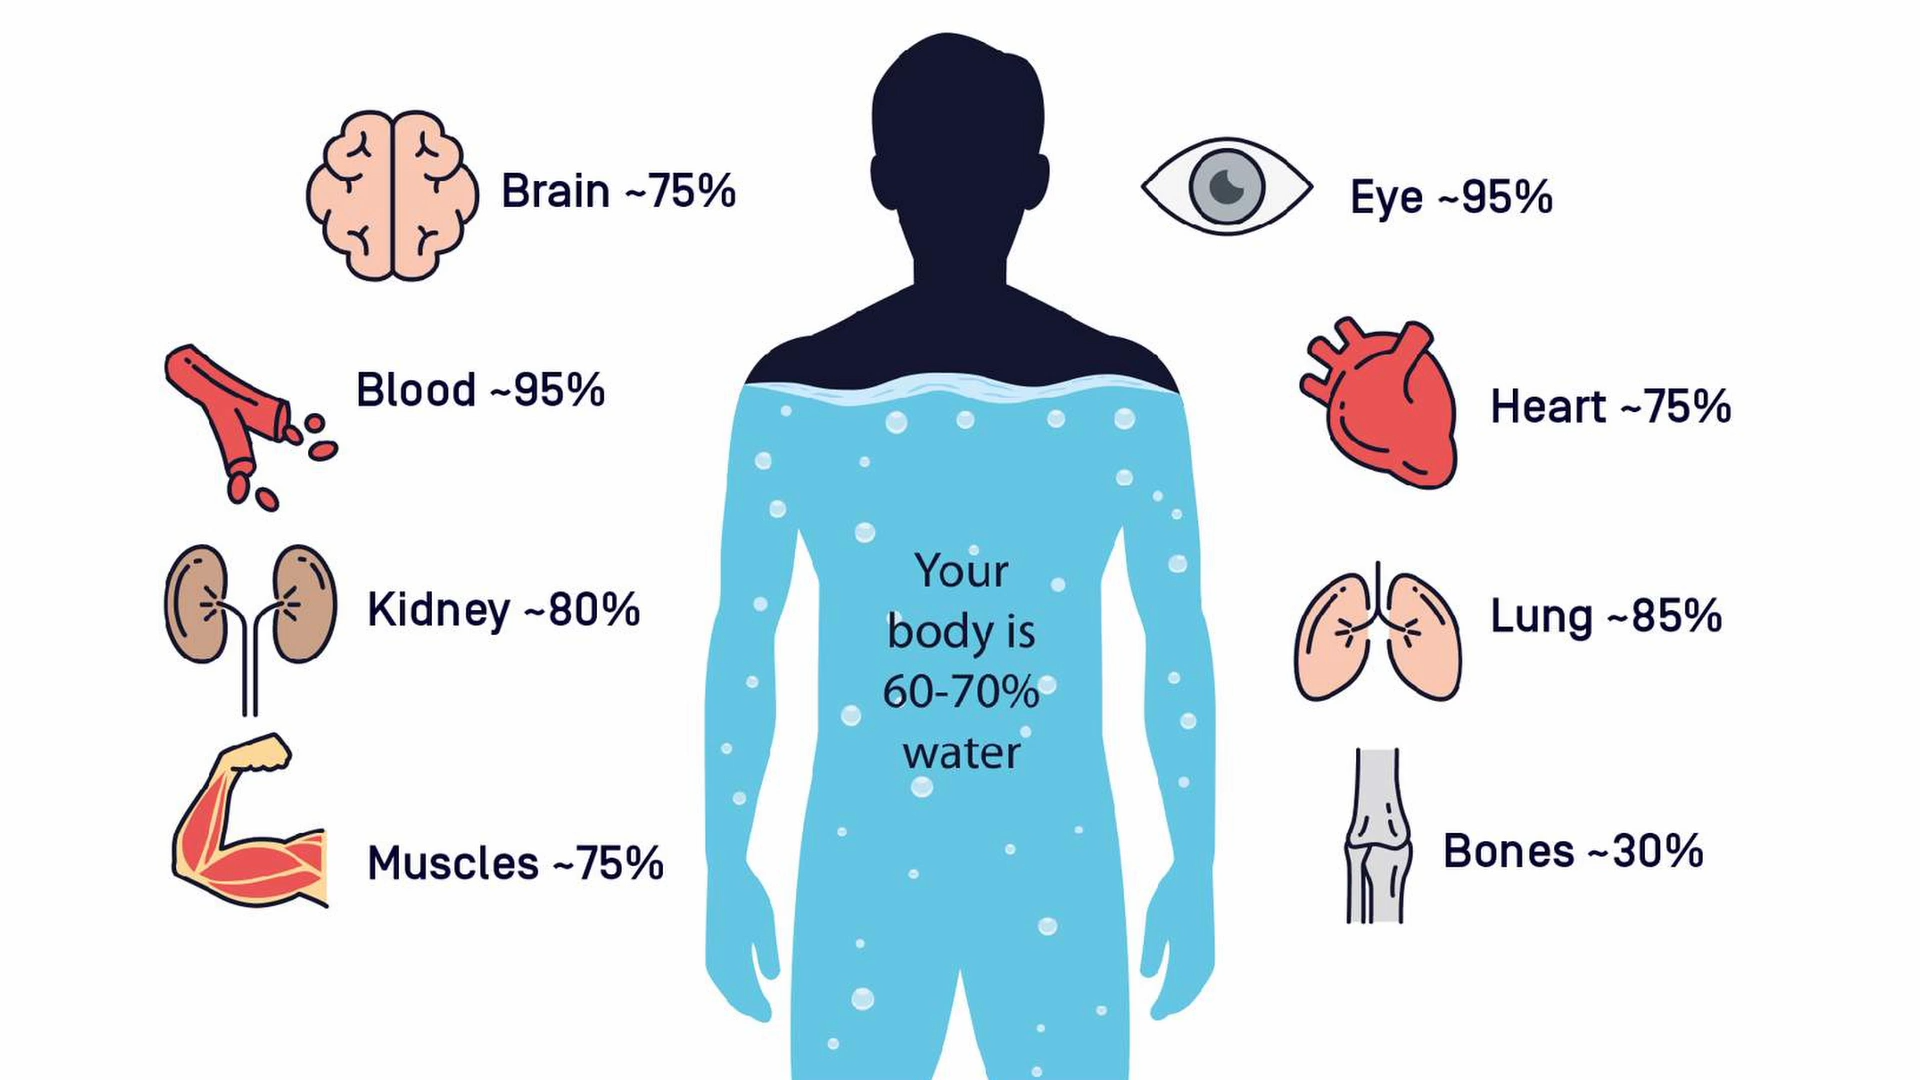 Brain ~75%
Eye ~95%
Blood ~95%
Heart ~75%
Your
body is
60-70%
water
Kidney ~80%
Lung ~85%
Muscles ~75%
Bones ~30%